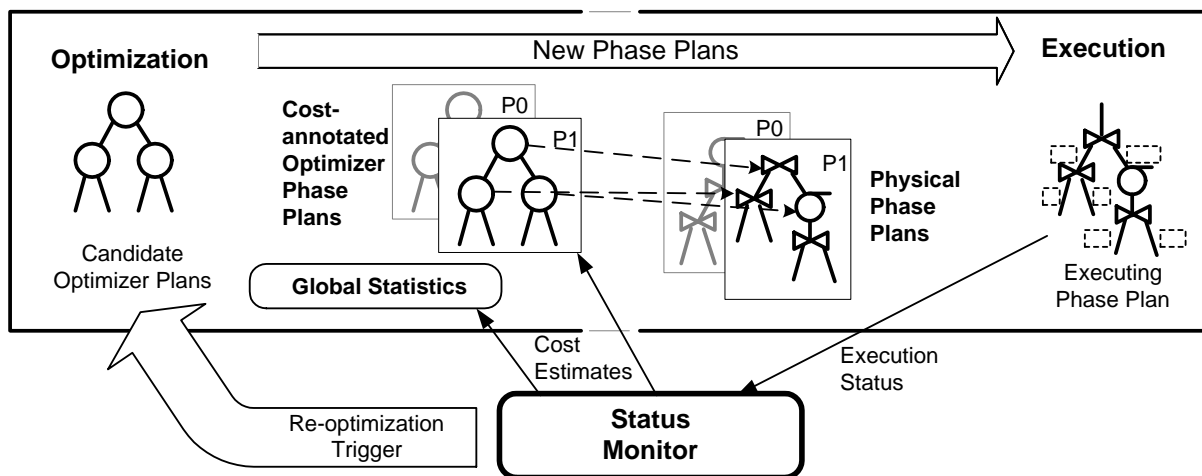 New Phase Plans
Optimization
Execution
Cost-
annotated
Optimizer
Phase
Plans
P0
P1
P0
P1
Physical
Phase
Plans
Candidate
Optimizer Plans
Global Statistics
Executing
Phase Plan
Cost
Estimates
Execution
Status
Re-optimization
Trigger
Status
Monitor